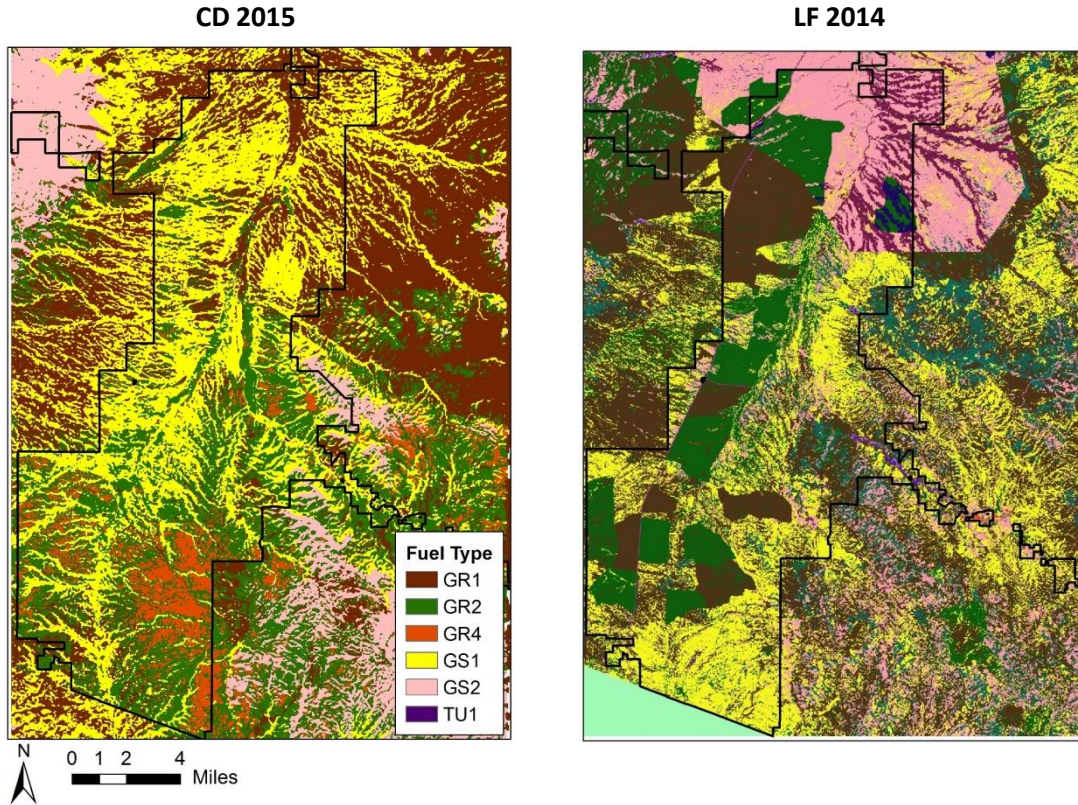 CD 2015
LF 2014
Fuel Type
GR1
GR2
GR4
GS1
GS2
TU1
N
0 1 2 4
Miles